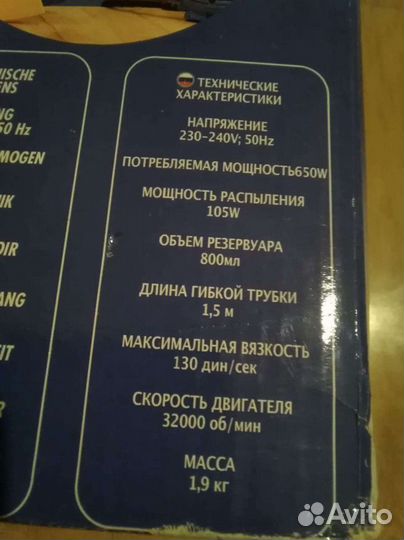 ТЕХНИЧЕСКИЕ
ХАРАКТЕРИСТИКИ
НАПРЯЖЕНИЕ
230-240V; 50Hz
ПОТРЕБЛЯЕМАЯ МОЩНОСТЬ650W
МОЩНОСТЬ РАСПЫЛЕНИЯ
105W
ОБЪЕМ РЕЗЕРВУАРА
800мл
ДЛИНА ГИБКОЙ ТРУБКИ
1,5 м
МАКСИМАЛЬНАЯ ВЯЗКОСТЬ
130 дин/сек
СКОРОСТЬ ДВИГАТЕЛЯ
32000 об/мин
МАССА
1,9 кг
Avito